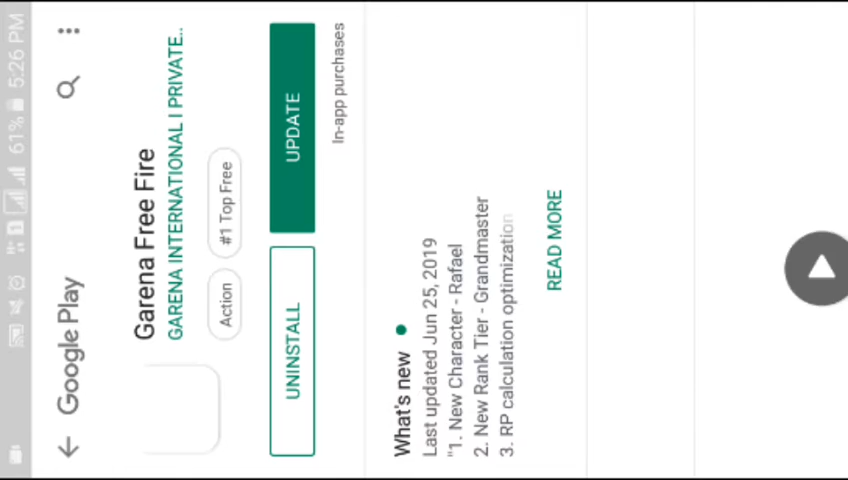 61% 5:26 PM
Google Play
Garena Free Fire
GARENA INTERNATIONAL I PRIVATE..
Action #1 Top Free
UNINSTALL UPDATE
In-app purchases
What's new
Last updated Jun 25, 2019
"1. New Character - Rafael
2. New Rank Tier - Grandmaster
3. RP calculation optimization
READ MORE